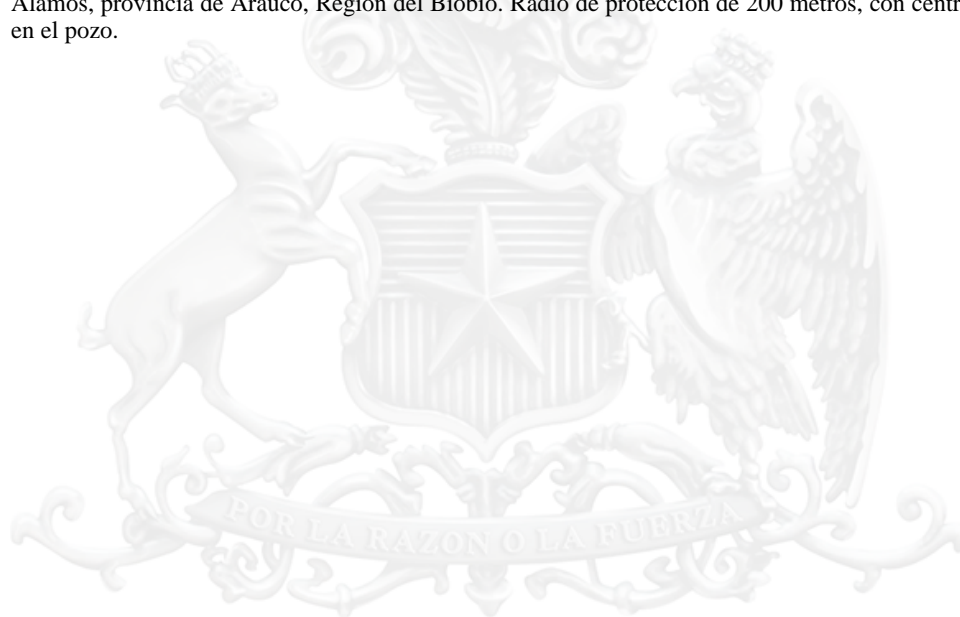 Álamos, provincia de Arauco, Región del Biobío. Radio de protección de 200 metros, con centr
en el pozo.
POR LA RAZON O LA FUERZA